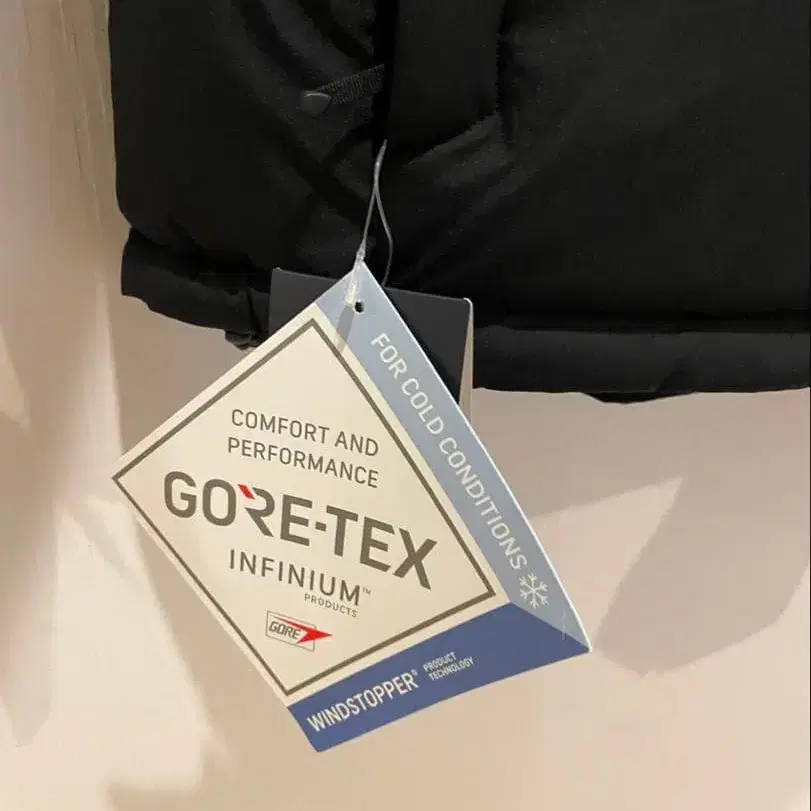 FOR COLD CONDITIONS
COMFORT AND
PERFORMANCE
GORE-TEX
INFINIUM™
PRODUCTS
GORE
WINDSTOPPER® PRODUCT
TECHNOLOGY